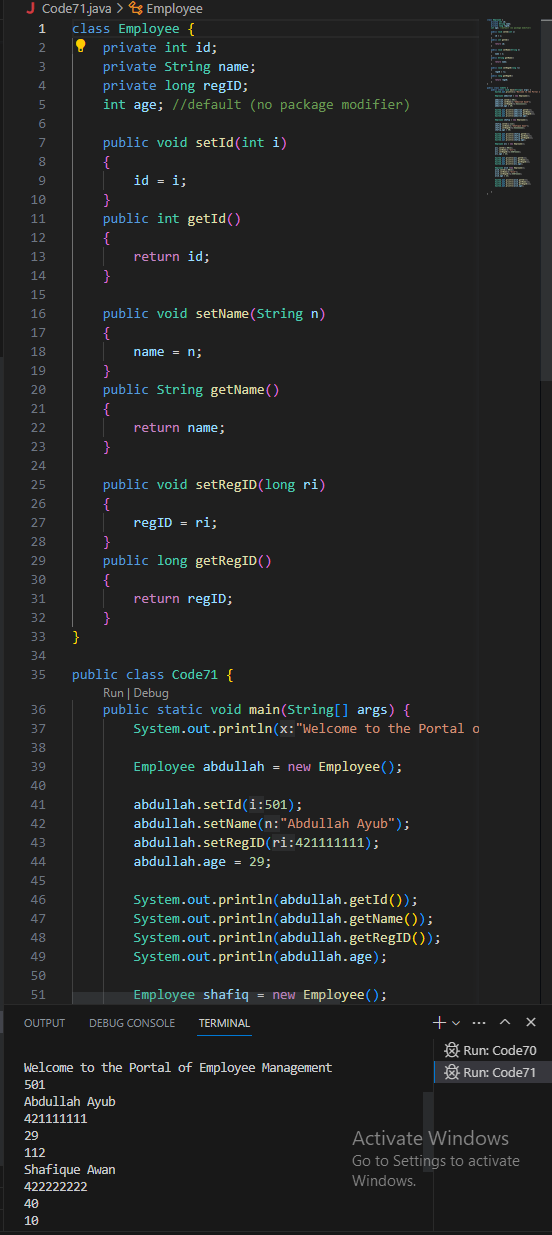 Code71.java > Employee
1 class Employee {
2 private int id;
3 private String name;
4 private long regID;
5 int age; //default (no package modifier)
6
7 public void setId(int i)
8 {
9 id = i;
10 }
11 public int getId()
12 {
13 return id;
14 }
15
16 public void setName(String n)
17 {
18 name = n;
19 }
20 public String getName()
21 {
22 return name;
23 }
24
25 public void setRegID(long ri)
26 {
27 regID = ri;
28 }
29 public long getRegID()
30 {
31 return regID;
32 }
33 }
34
35 public class Code71 {
Run | Debug
36 public static void main(String[] args) {
37 System.out.println(x:"Welcome to the Portal o
38
39 Employee abdullah = new Employee();
40
41 abdullah.setId(i:501);
42 abdullah.setName(n:"Abdullah Ayub");
43 abdullah.setRegID(ri:421111111);
44 abdullah.age = 29;
45
46 System.out.println(abdullah.getId());
47 System.out.println(abdullah.getName());
48 System.out.println(abdullah.getRegID());
49 System.out.println(abdullah.age);
50
51 Employee shafiq = new Employee();
OUTPUT DEBUG CONSOLE TERMINAL
Welcome to the Portal of Employee Management
501
Abdullah Ayub
421111111
29
112
Shafique Awan
422222222
40
10
Run: Code70
Run: Code71
Activate Windows
Go to Settings to activate
Windows.